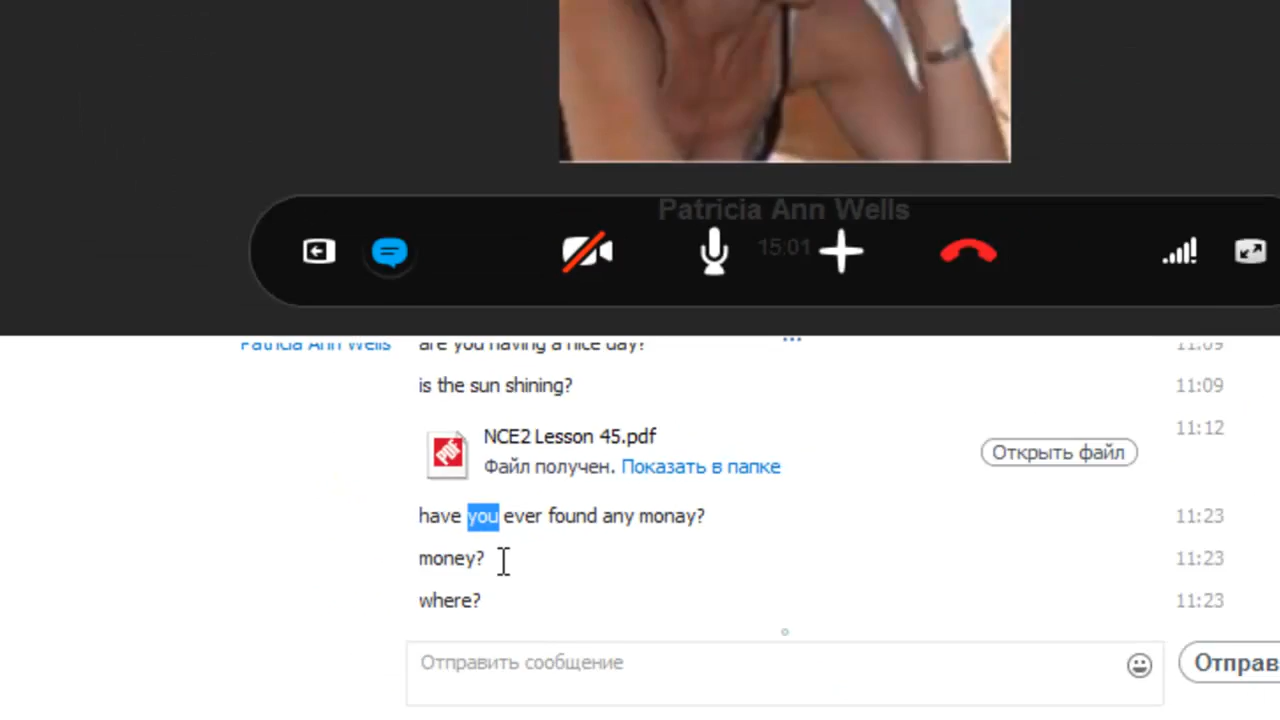 Patricia Ann Wells
15:01
Patricia Ann Wells are you having a nice day? 11:09
is the sun shining? 11:09
NCE2 Lesson 45.pdf 11:12
Файл получен. Показать в папке Открыть файл
have you ever found any monay? 11:23
money? 11:23
where? 11:23
Отправить сообщение Отправ